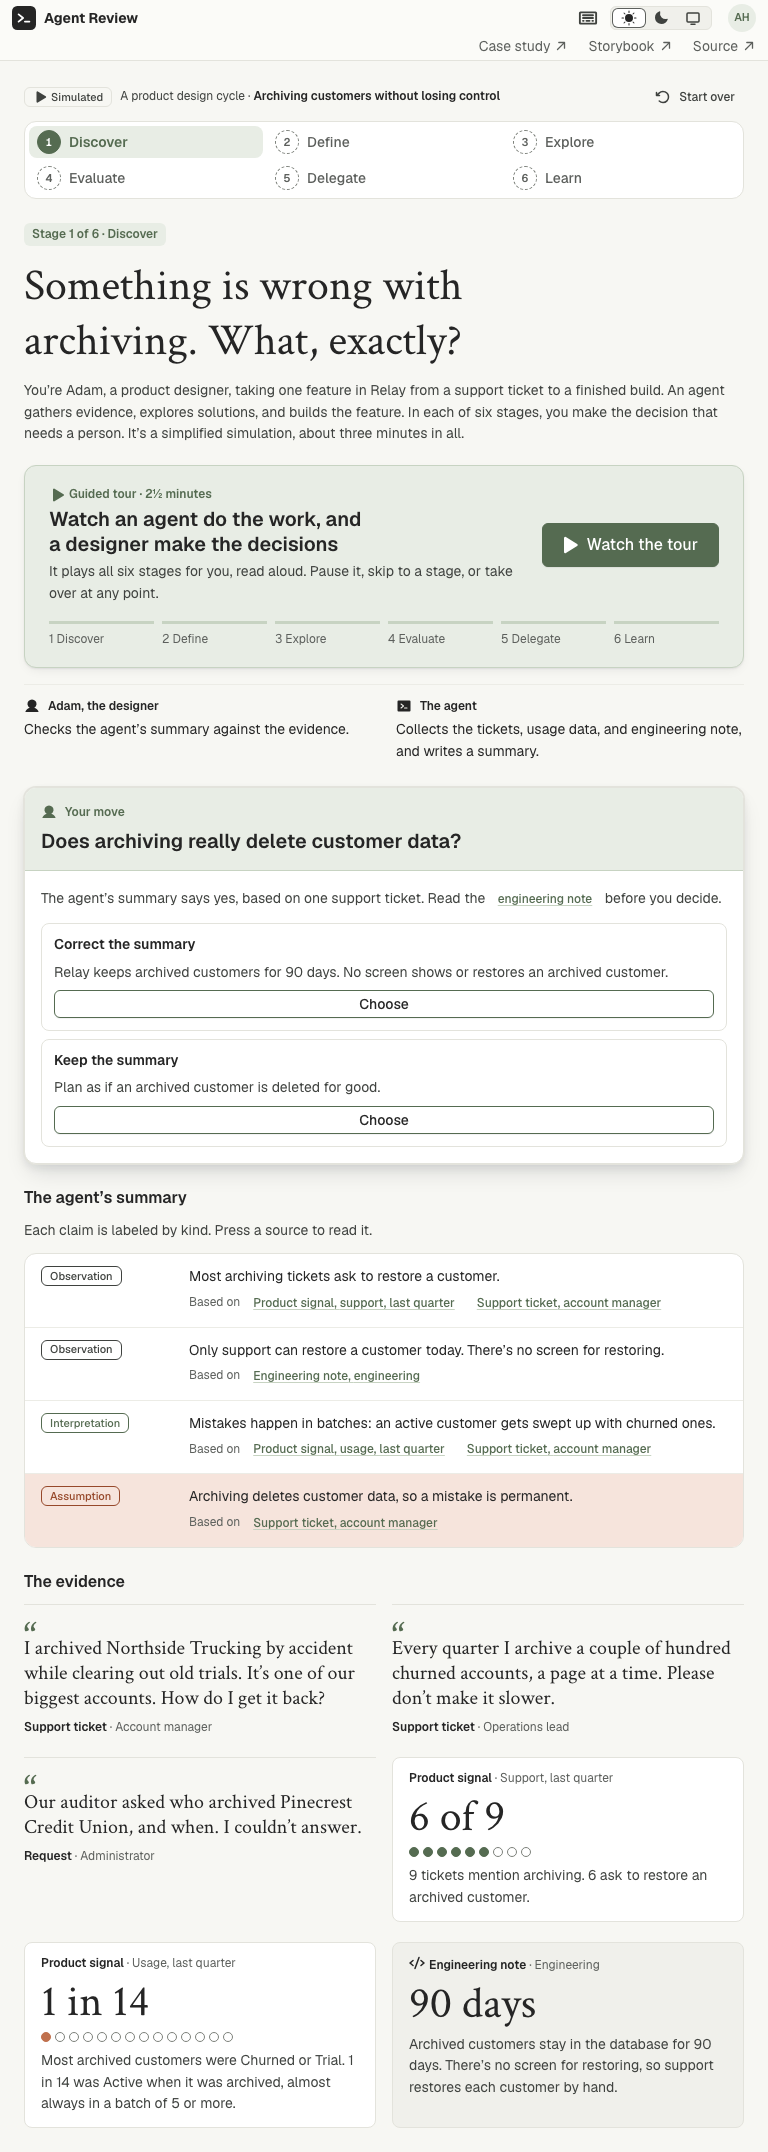 Agent Review
AH
Case study ↗ Storybook ↗ Source ↗
Simulated A product design cycle · Archiving customers without losing control Start over
1 Discover 2 Define 3 Explore
4 Evaluate 5 Delegate 6 Learn
Stage 1 of 6 · Discover
Something is wrong with
archiving. What, exactly?
You’re Adam, a product designer, taking one feature in Relay from a support ticket to a finished build. An agent
gathers evidence, explores solutions, and builds the feature. In each of six stages, you make the decision that
needs a person. It’s a simplified simulation, about three minutes in all.
Guided tour · 2½ minutes
Watch an agent do the work, and
a designer make the decisions
Watch the tour
It plays all six stages for you, read aloud. Pause it, skip to a stage, or take
over at any point.
1 Discover 2 Define 3 Explore 4 Evaluate 5 Delegate 6 Learn
Adam, the designer
Checks the agent’s summary against the evidence.
The agent
Collects the tickets, usage data, and engineering note,
and writes a summary.
Your move
Does archiving really delete customer data?
The agent’s summary says yes, based on one support ticket. Read the engineering note before you decide.
Correct the summary
Relay keeps archived customers for 90 days. No screen shows or restores an archived customer.
Choose
Keep the summary
Plan as if an archived customer is deleted for good.
Choose
The agent’s summary
Each claim is labeled by kind. Press a source to read it.
Observation Most archiving tickets ask to restore a customer.
Based on Product signal, support, last quarter Support ticket, account manager
Observation Only support can restore a customer today. There’s no screen for restoring.
Based on Engineering note, engineering
Interpretation Mistakes happen in batches: an active customer gets swept up with churned ones.
Based on Product signal, usage, last quarter Support ticket, account manager
Assumption Archiving deletes customer data, so a mistake is permanent.
Based on Support ticket, account manager
The evidence
“
I archived Northside Trucking by accident
while clearing out old trials. It’s one of our
biggest accounts. How do I get it back?
Support ticket · Account manager
“
Every quarter I archive a couple of hundred
churned accounts, a page at a time. Please
don’t make it slower.
Support ticket · Operations lead
“
Our auditor asked who archived Pinecrest
Credit Union, and when. I couldn’t answer.
Request · Administrator
Product signal · Support, last quarter
6 of 9
9 tickets mention archiving. 6 ask to restore an
archived customer.
Product signal · Usage, last quarter
1 in 14
Most archived customers were Churned or Trial. 1
in 14 was Active when it was archived, almost
always in a batch of 5 or more.
Engineering note · Engineering
90 days
Archived customers stay in the database for 90
days. There’s no screen for restoring, so support
restores each customer by hand.